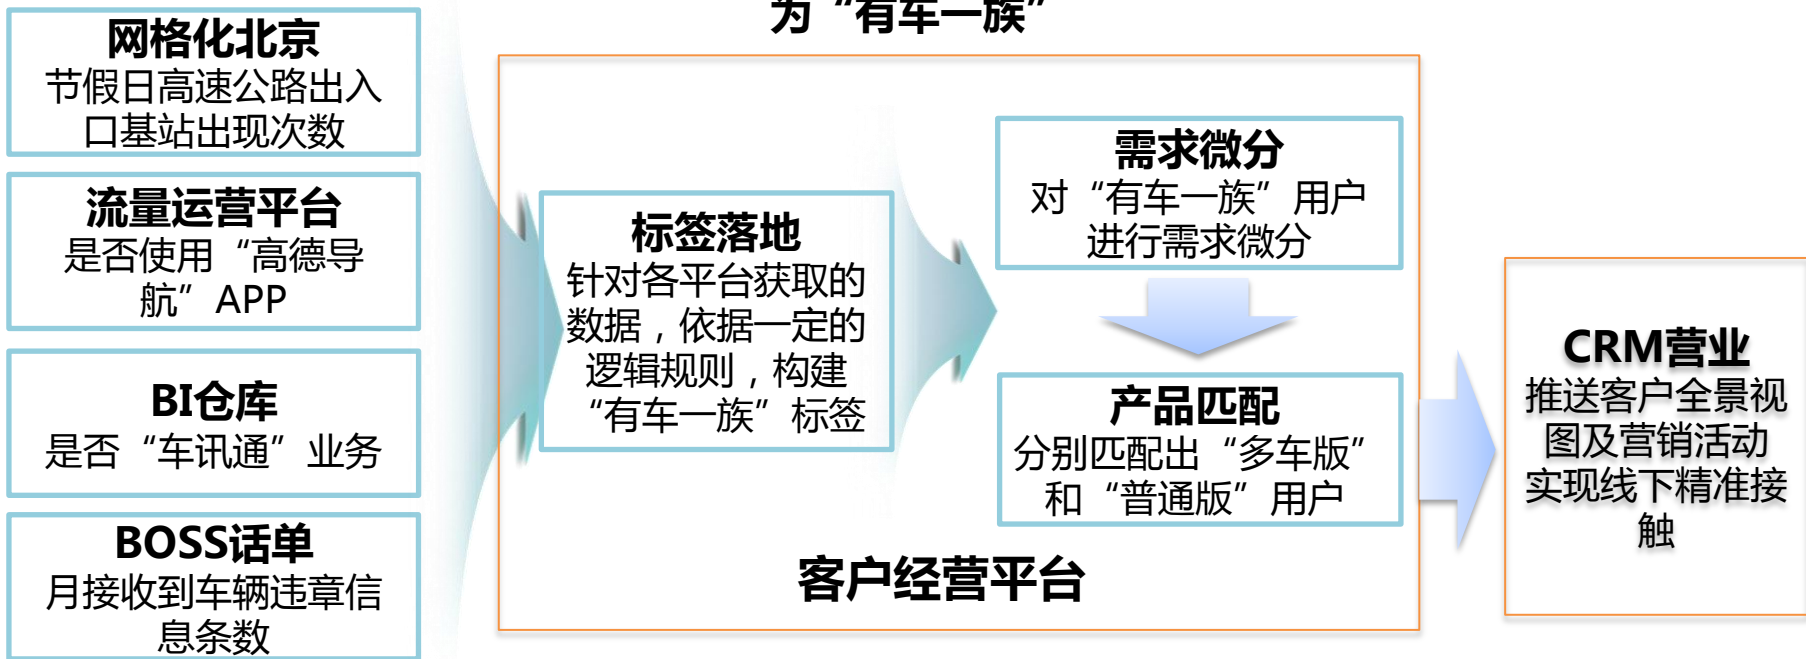 为“有车一族”
网格化北京
节假日高速公路出入
口基站出现次数
流量运营平台
是否使用“高德导
航”APP
BI仓库
是否“车讯通”业务
BOSS话单
月接收到车辆违章信
息条数
标签落地
针对各平台获取的
数据，依据一定的
逻辑规则，构建
“有车一族”标签
需求微分
对“有车一族”用户
进行需求微分
产品匹配
分别匹配出“多车版”
和“普通版”用户
客户经营平台
CRM营业
推送客户全景视
图及营销活动
实现线下精准接
触